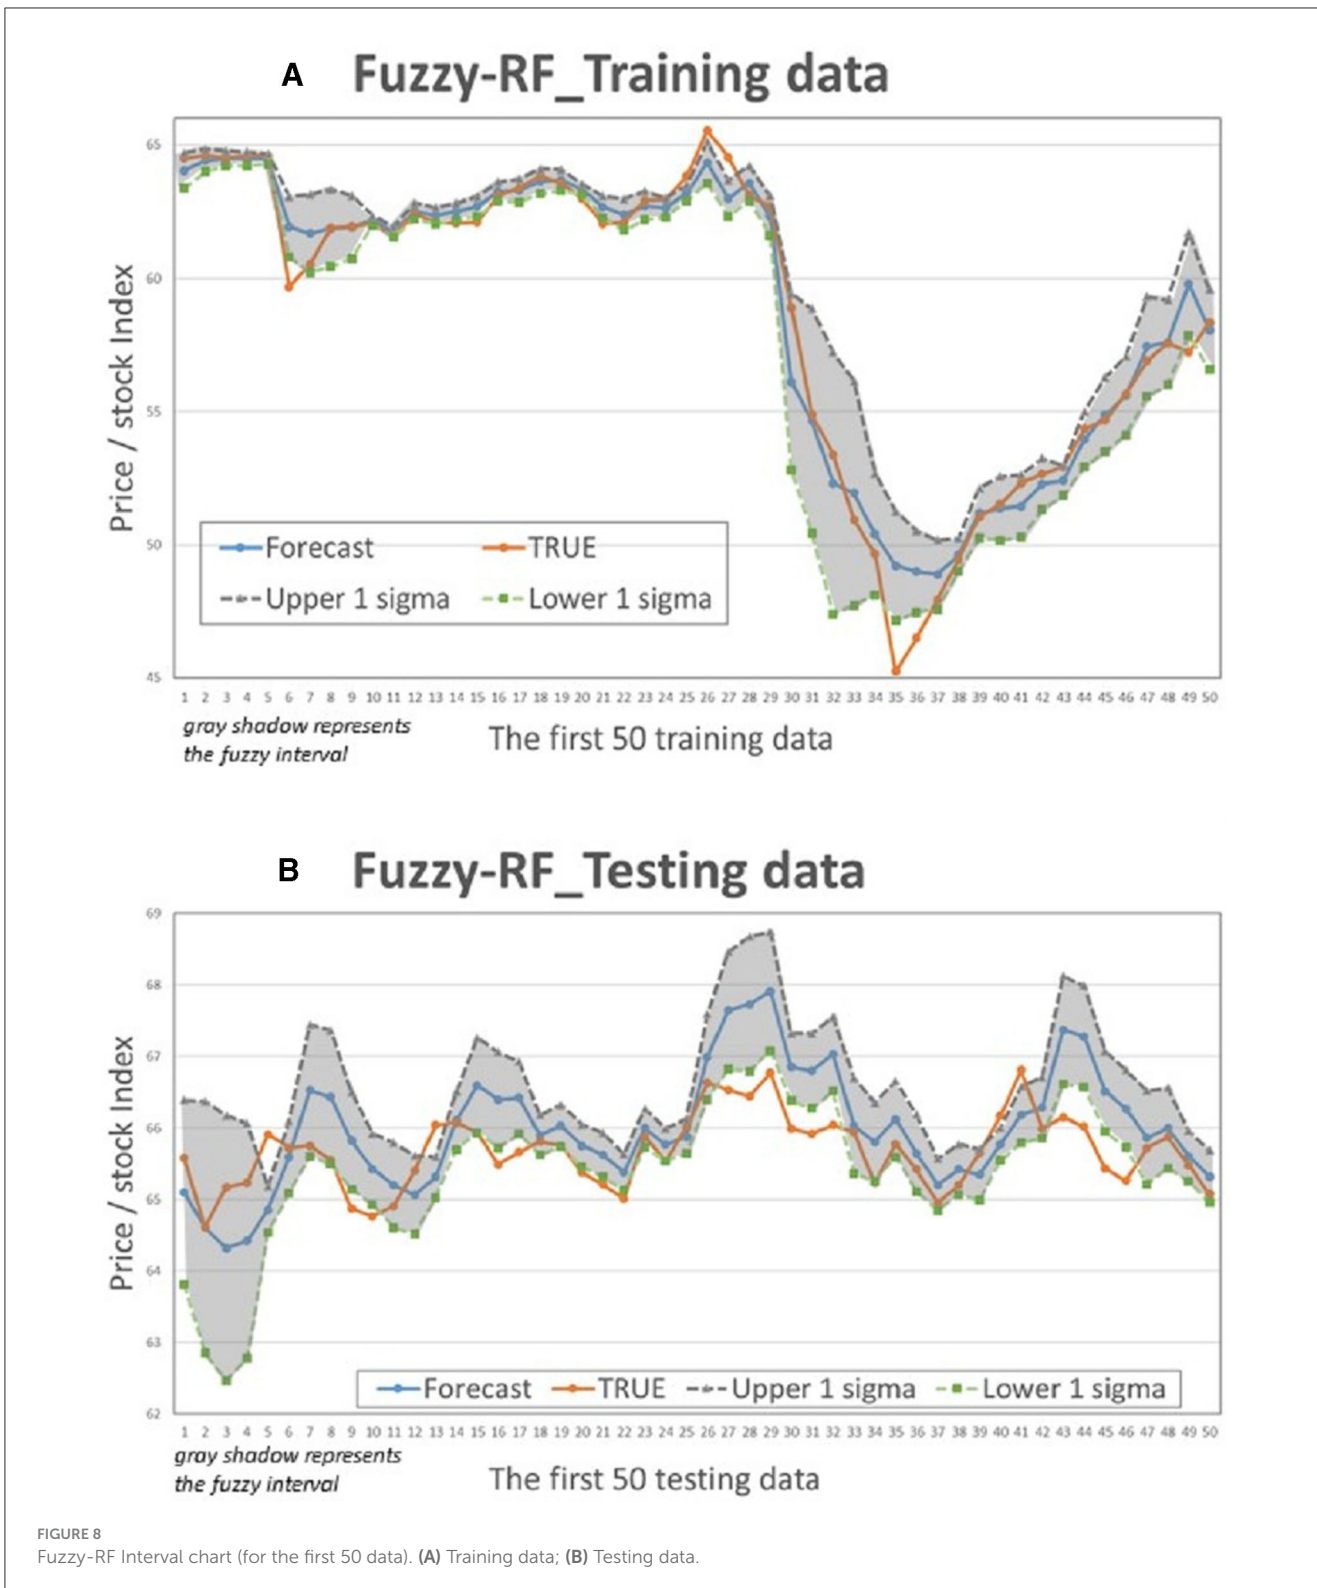 A Fuzzy-RF_Training data
65
60
55
50
45
Price / stock Index
Forecast TRUE
Upper 1 sigma Lower 1 sigma
1 2 3 4 5 6 7 8 9 10 11 12 13 14 15 16 17 18 19 20 21 22 23 24 25 26 27 28 29 30 31 32 33 34 35 36 37 38 39 40 41 42 43 44 45 46 47 48 49 50
gray shadow represents
the fuzzy interval
The first 50 training data
B Fuzzy-RF_Testing data
69
68
67
66
65
64
63
62
Price / stock Index
Forecast TRUE Upper 1 sigma Lower 1 sigma
1 2 3 4 5 6 7 8 9 10 11 12 13 14 15 16 17 18 19 20 21 22 23 24 25 26 27 28 29 30 31 32 33 34 35 36 37 38 39 40 41 42 43 44 45 46 47 48 49 50
gray shadow represents
the fuzzy interval
The first 50 testing data
FIGURE 8
Fuzzy-RF Interval chart (for the first 50 data). (A) Training data; (B) Testing data.